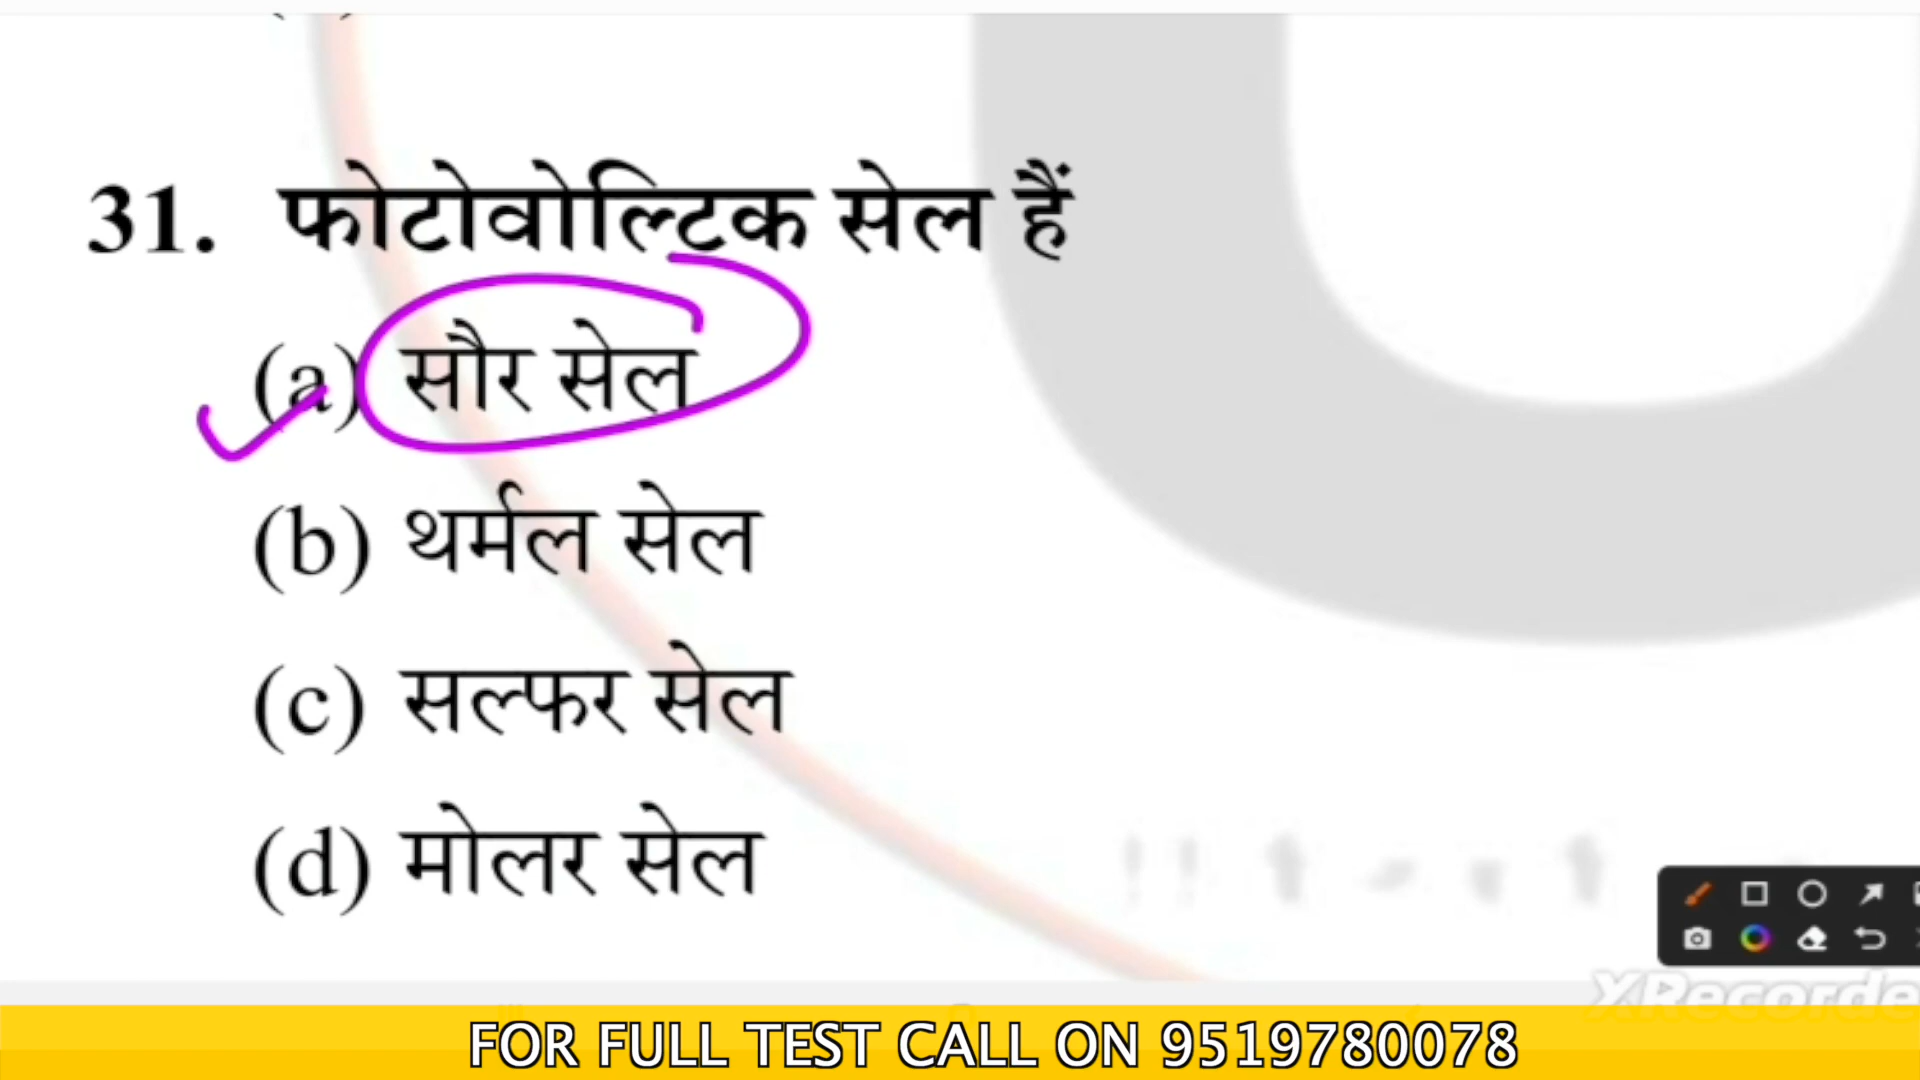 31. फोटोवोल्टिक सेल हैं
(a) सौर सेल
(b) थर्मल सेल
(c) सल्फर सेल
(d) मोलर सेल
FOR FULL TEST CALL ON 9519780078